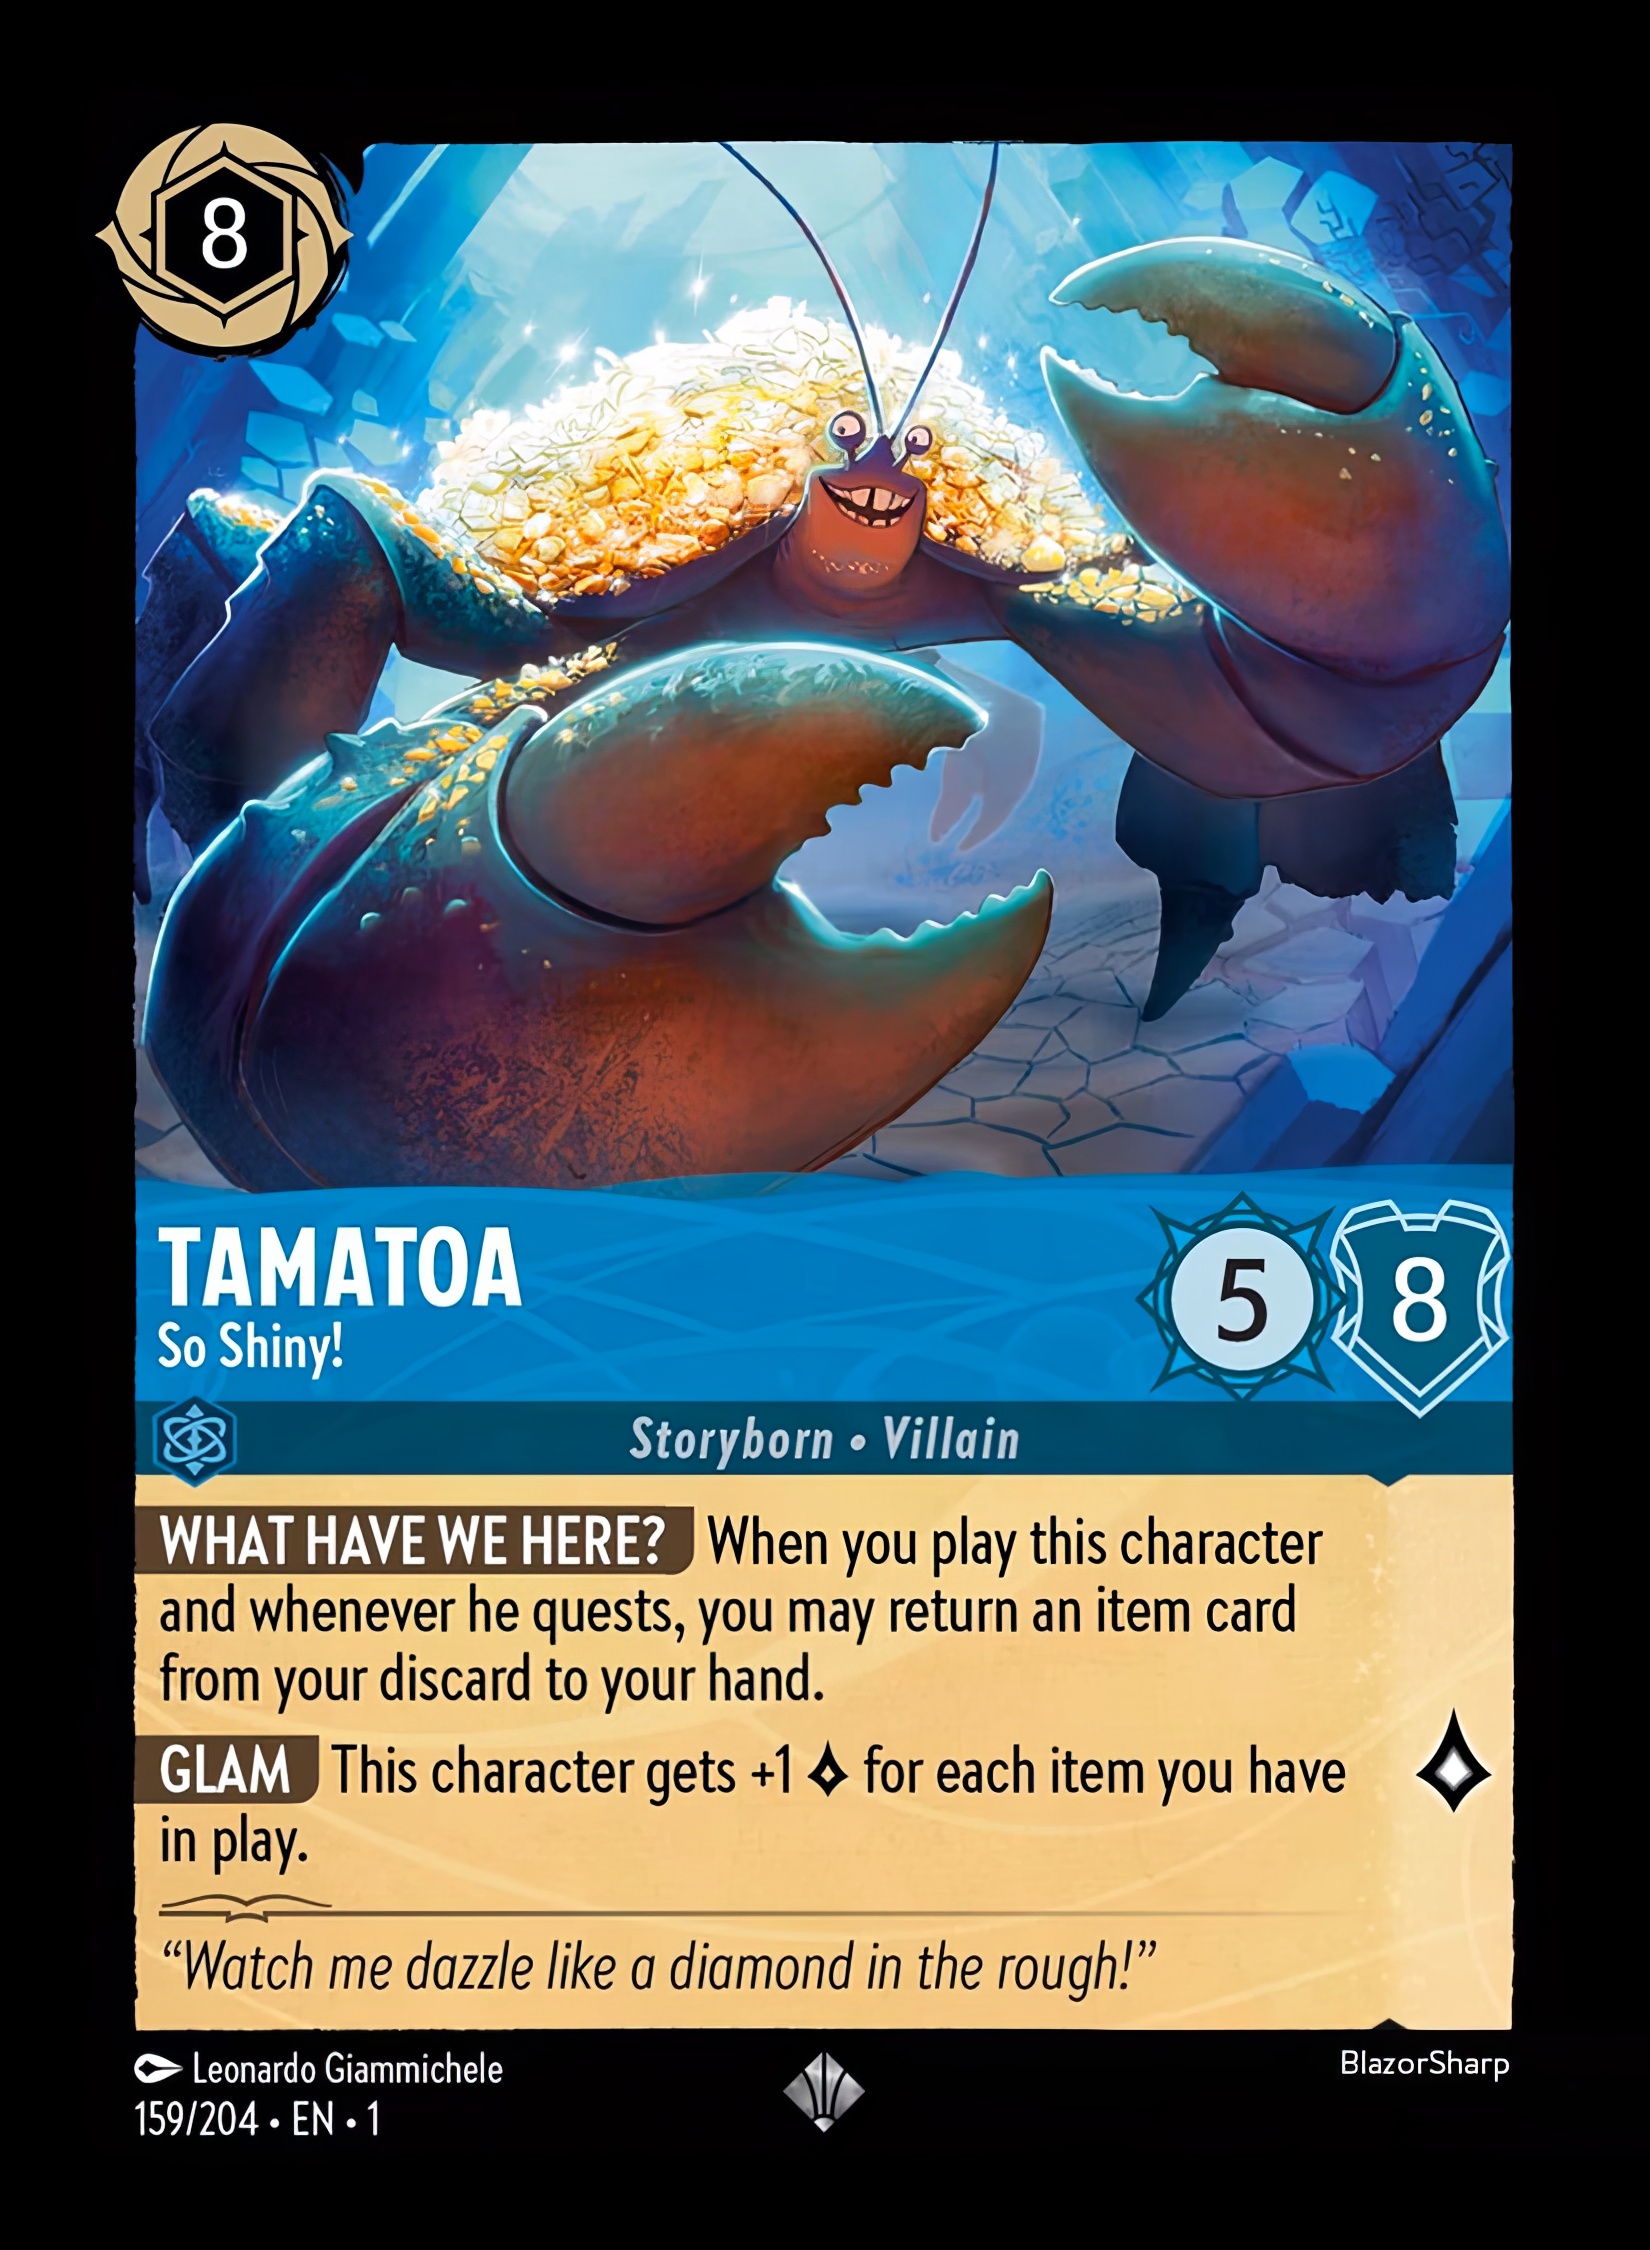 8
TAMATOA
So Shiny!
5
8
Storyborn • Villain
WHAT HAVE WE HERE? When you play this character
and whenever he quests, you may return an item card
from your discard to your hand.
GLAM This character gets +1 for each item you have
in play.
“Watch me dazzle like a diamond in the rough!”
Leonardo Giammichele
BlazorSharp
159/204 • EN • 1